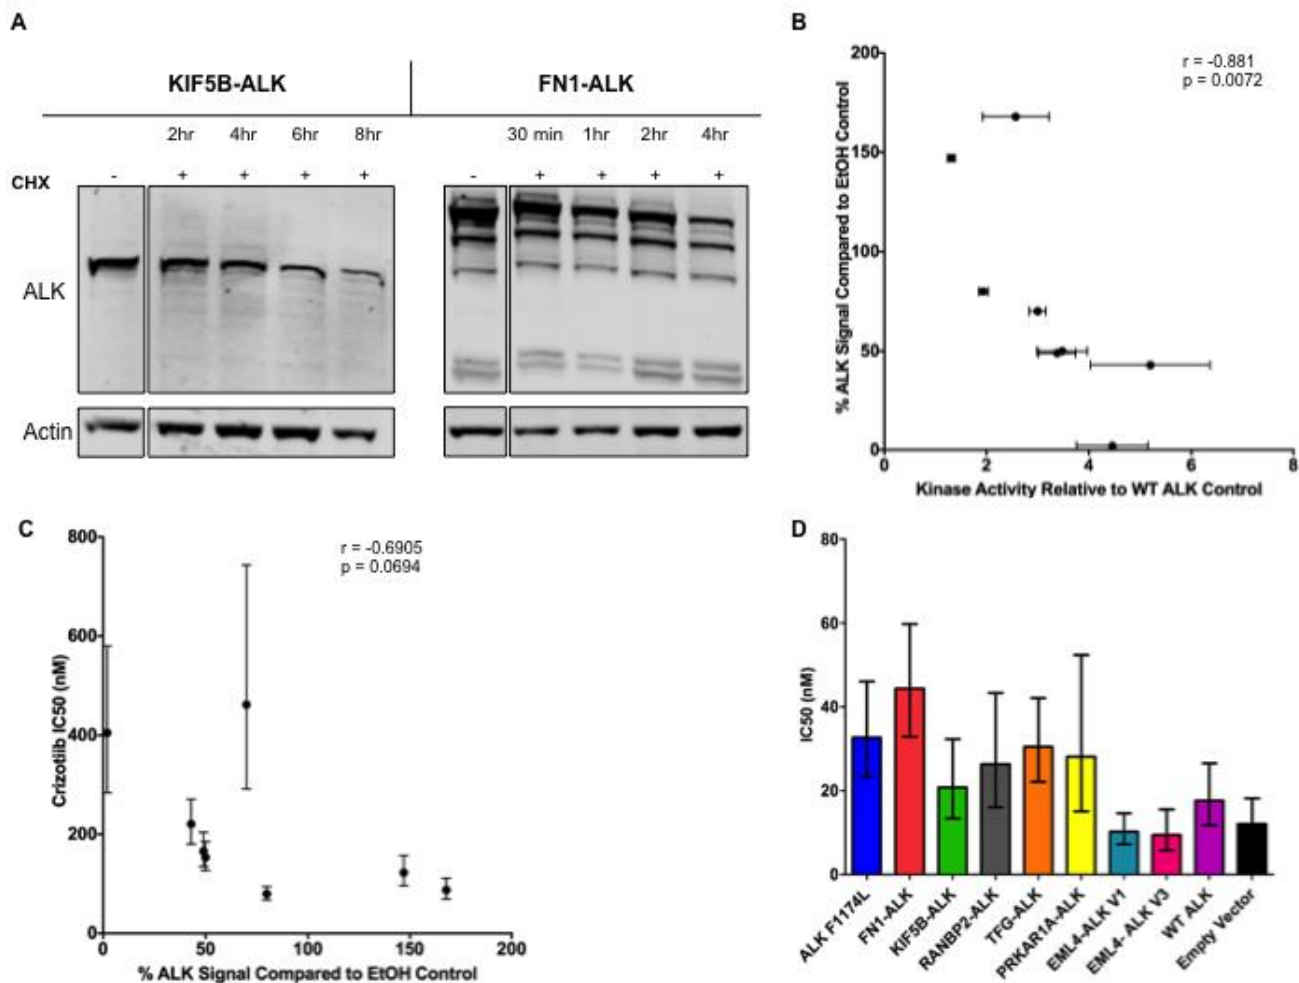 A
KIF5B-ALK FN1-ALK
2hr 4hr 6hr 8hr 30 min 1hr 2hr 4hr
CHX - + + + + - + + + +
ALK
Actin
B
r = -0.881
p = 0.0072
% ALK Signal Compared to EtOH Control
200
150
100
50
0
0 2 4 6 8
Kinase Activity Relative to WT ALK Control
C
r = -0.6905
p = 0.0694
Crizotiib IC50 (nM)
800
600
400
200
0
0 50 100 150 200
% ALK Signal Compared to EtOH Control
D
IC50 (nM)
80
60
40
20
0
ALK F1174L
FN1-ALK
KIF5B-ALK
RANBP2-ALK
TFG-ALK
PRKAR1A-ALK
EML4-ALK V1
EML4- ALK V3
WT ALK
Empty Vector